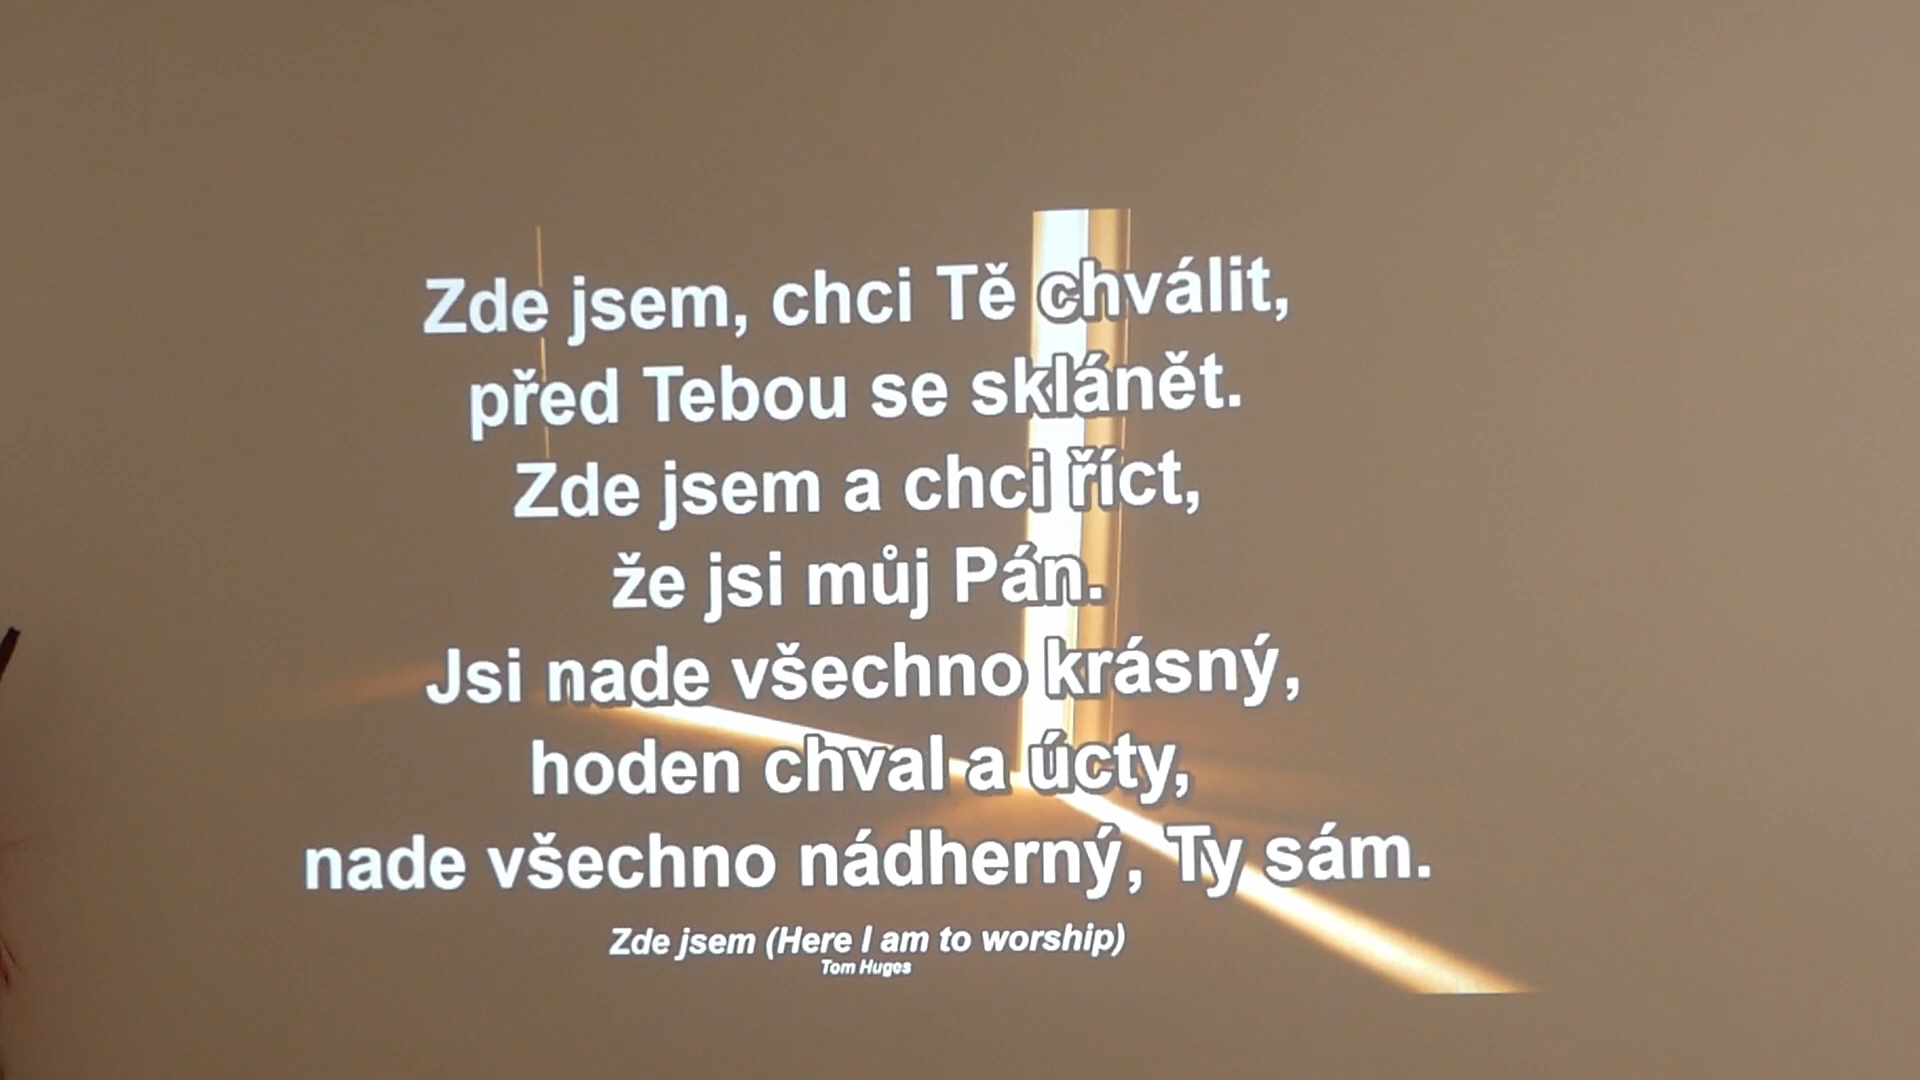 Zde jsem, chci Tě chválit,
před Tebou se sklánět.
Zde jsem a chci říct,
že jsi můj Pán.
Jsi nade všechno krásný,
hoden chval a úcty,
nade všechno nádherný, Ty sám.
Zde jsem (Here I am to worship)
Tom Huges